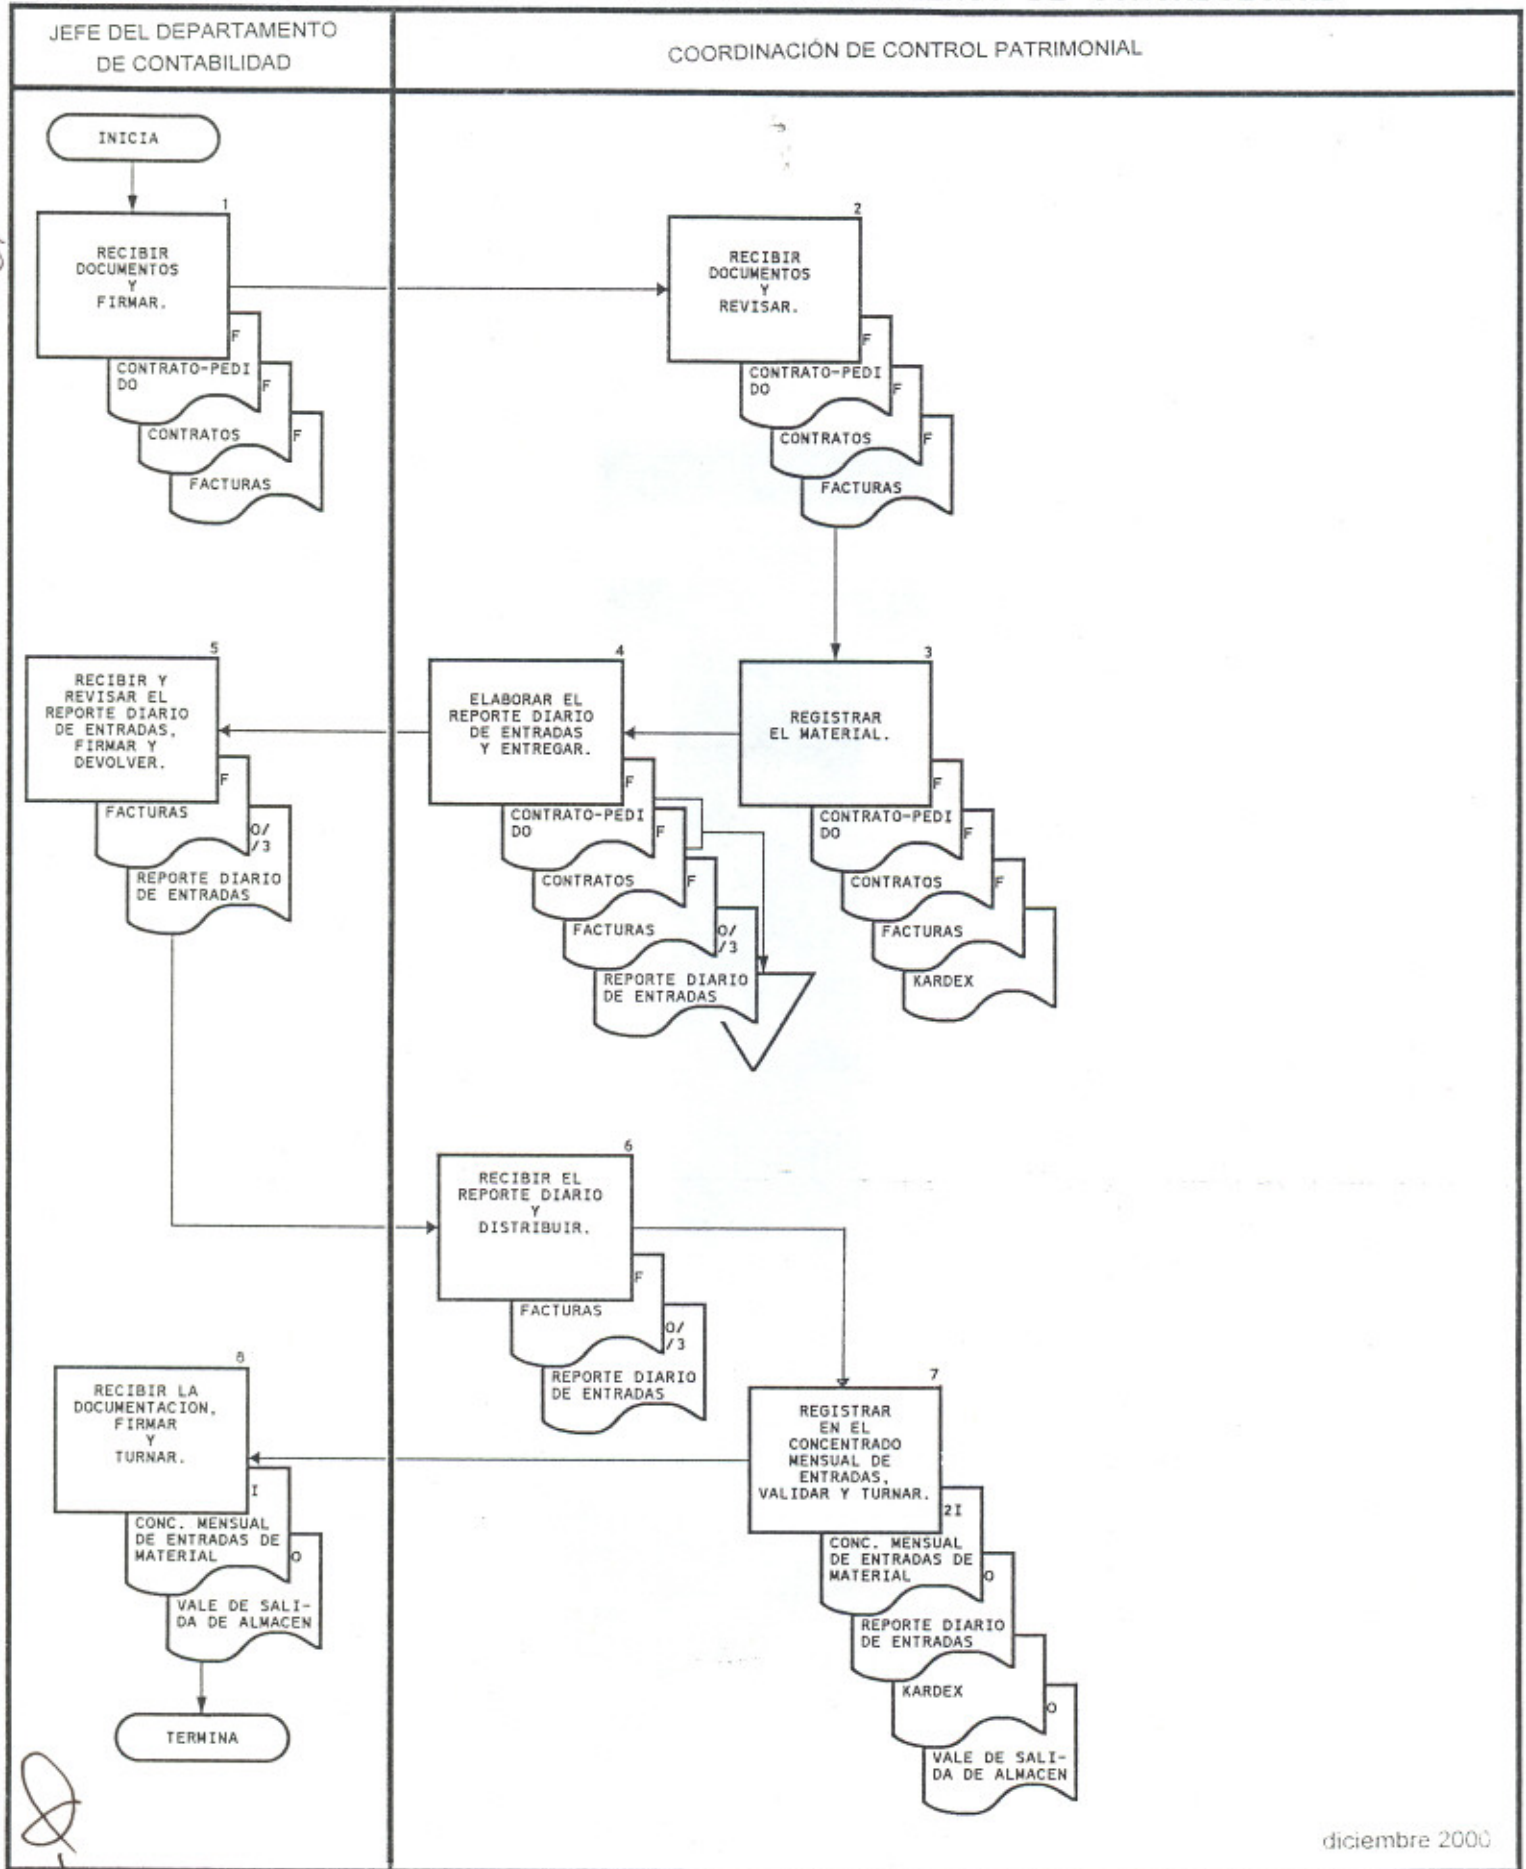 JEFE DEL DEPARTAMENTO
DE CONTABILIDAD
COORDINACIÓN DE CONTROL PATRIMONIAL
INICIA
1
RECIBIR
DOCUMENTOS
Y
FIRMAR.
F
CONTRATO-PEDI
DO
F
CONTRATOS
F
FACTURAS
2
RECIBIR
DOCUMENTOS
Y
REVISAR.
F
CONTRATO-PEDI
DO
F
CONTRATOS
F
FACTURAS
3
REGISTRAR
EL MATERIAL.
F
CONTRATO-PEDI
DO
F
CONTRATOS
F
FACTURAS
KARDEX
4
ELABORAR EL
REPORTE DIARIO
DE ENTRADAS
Y ENTREGAR.
F
CONTRATO-PEDI
DO
F
CONTRATOS
F
FACTURAS
O/
/3
REPORTE DIARIO
DE ENTRADAS
5
RECIBIR Y
REVISAR EL
REPORTE DIARIO
DE ENTRADAS,
FIRMAR Y
DEVOLVER.
F
FACTURAS
O/
/3
REPORTE DIARIO
DE ENTRADAS
6
RECIBIR EL
REPORTE DIARIO
Y
DISTRIBUIR.
F
FACTURAS
O/
/3
REPORTE DIARIO
DE ENTRADAS
7
REGISTRAR
EN EL
CONCENTRADO
MENSUAL DE
ENTRADAS,
VALIDAR Y TURNAR.
2I
CONC. MENSUAL
DE ENTRADAS DE
MATERIAL
O
REPORTE DIARIO
DE ENTRADAS
KARDEX
O
VALE DE SALI-
DA DE ALMACEN
8
RECIBIR LA
DOCUMENTACION,
FIRMAR
Y
TURNAR.
I
CONC. MENSUAL
DE ENTRADAS DE
MATERIAL
O
VALE DE SALI-
DA DE ALMACEN
TERMINA
diciembre 2000